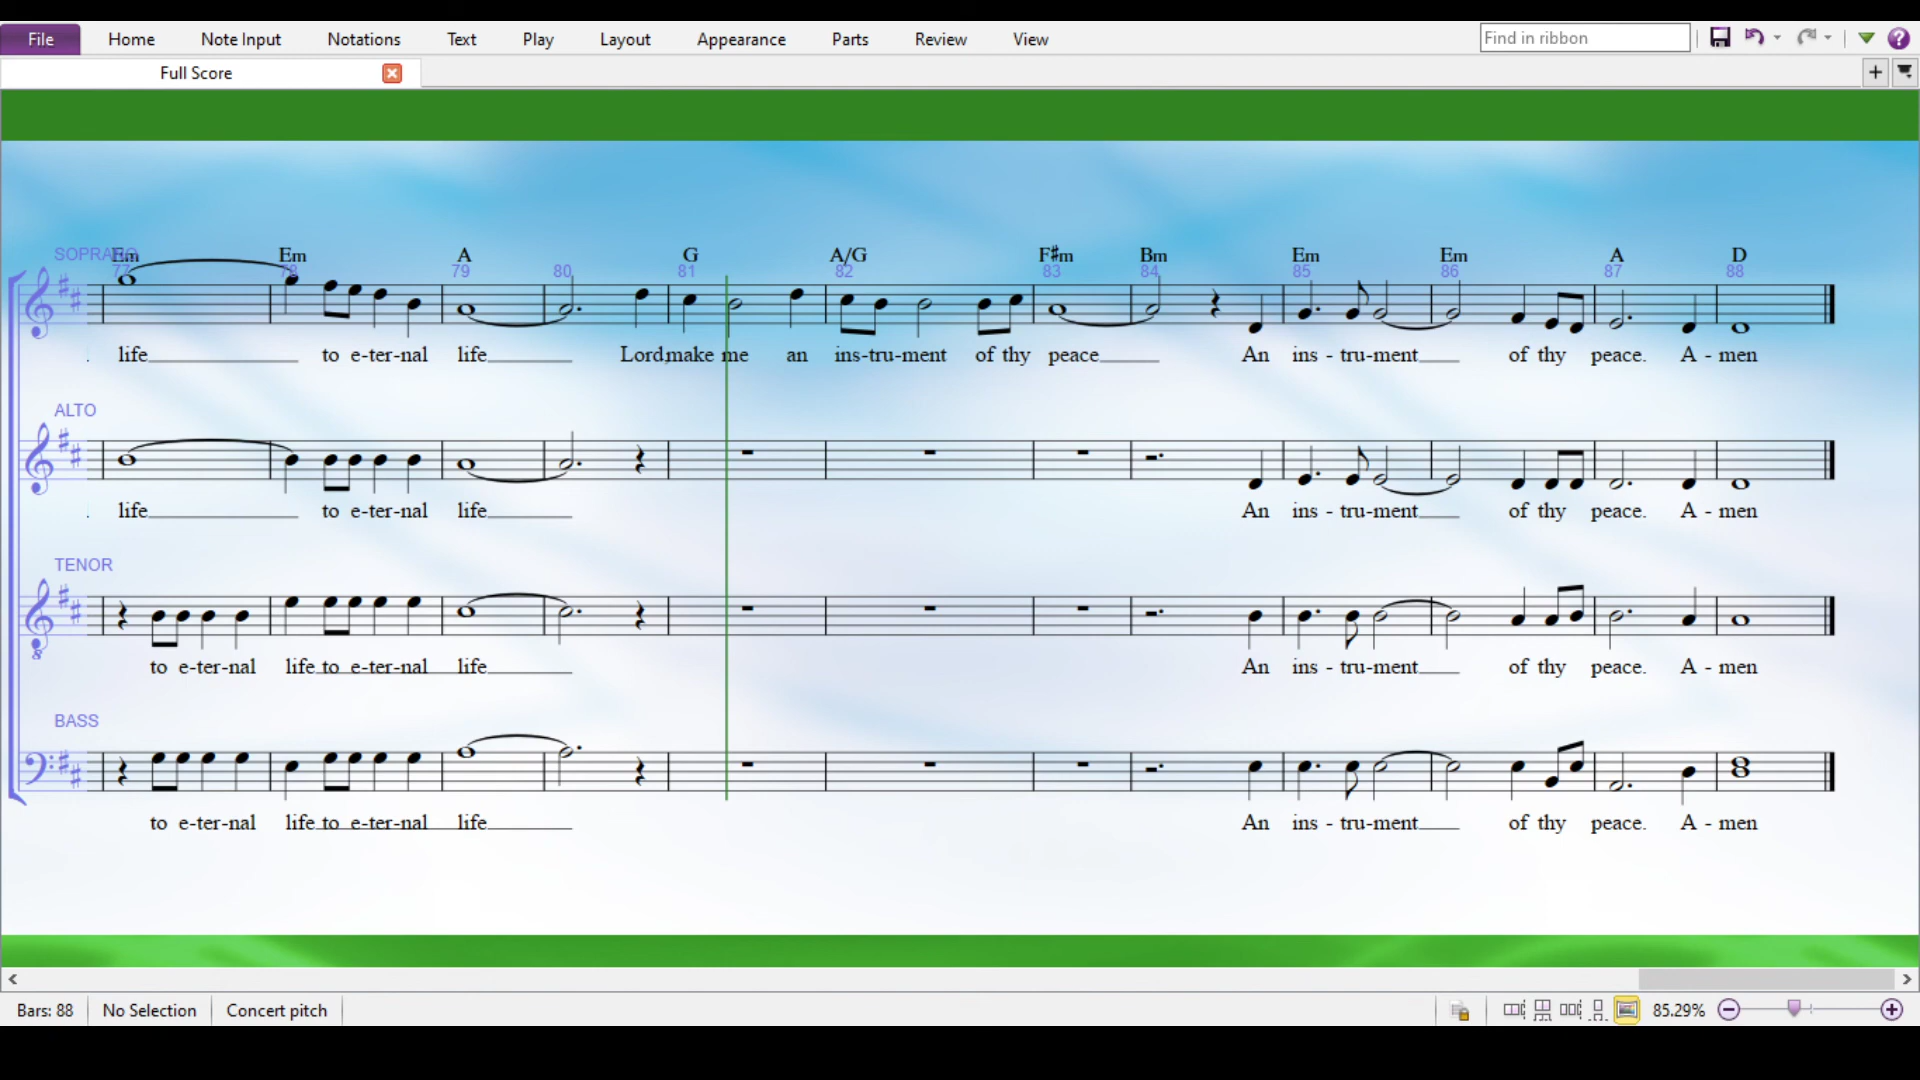 File Home Note Input Notations Text Play Layout Appearance Parts Review View Find in ribbon
Full Score
SOPRANO Em Em A G A/G F#m Bm Em Em A D
77 78 79 80 81 82 83 84 85 86 87 88
. life to e-ter-nal life Lord,make me an ins-tru-ment of thy peace An ins - tru-ment of thy peace. A - men
ALTO
. life to e-ter-nal life An ins - tru-ment of thy peace. A - men
TENOR
8
to e-ter-nal life to e-ter-nal life An ins - tru-ment of thy peace. A - men
BASS
to e-ter-nal life to e-ter-nal life An ins - tru-ment of thy peace. A - men
Bars: 88 No Selection Concert pitch 85.29%